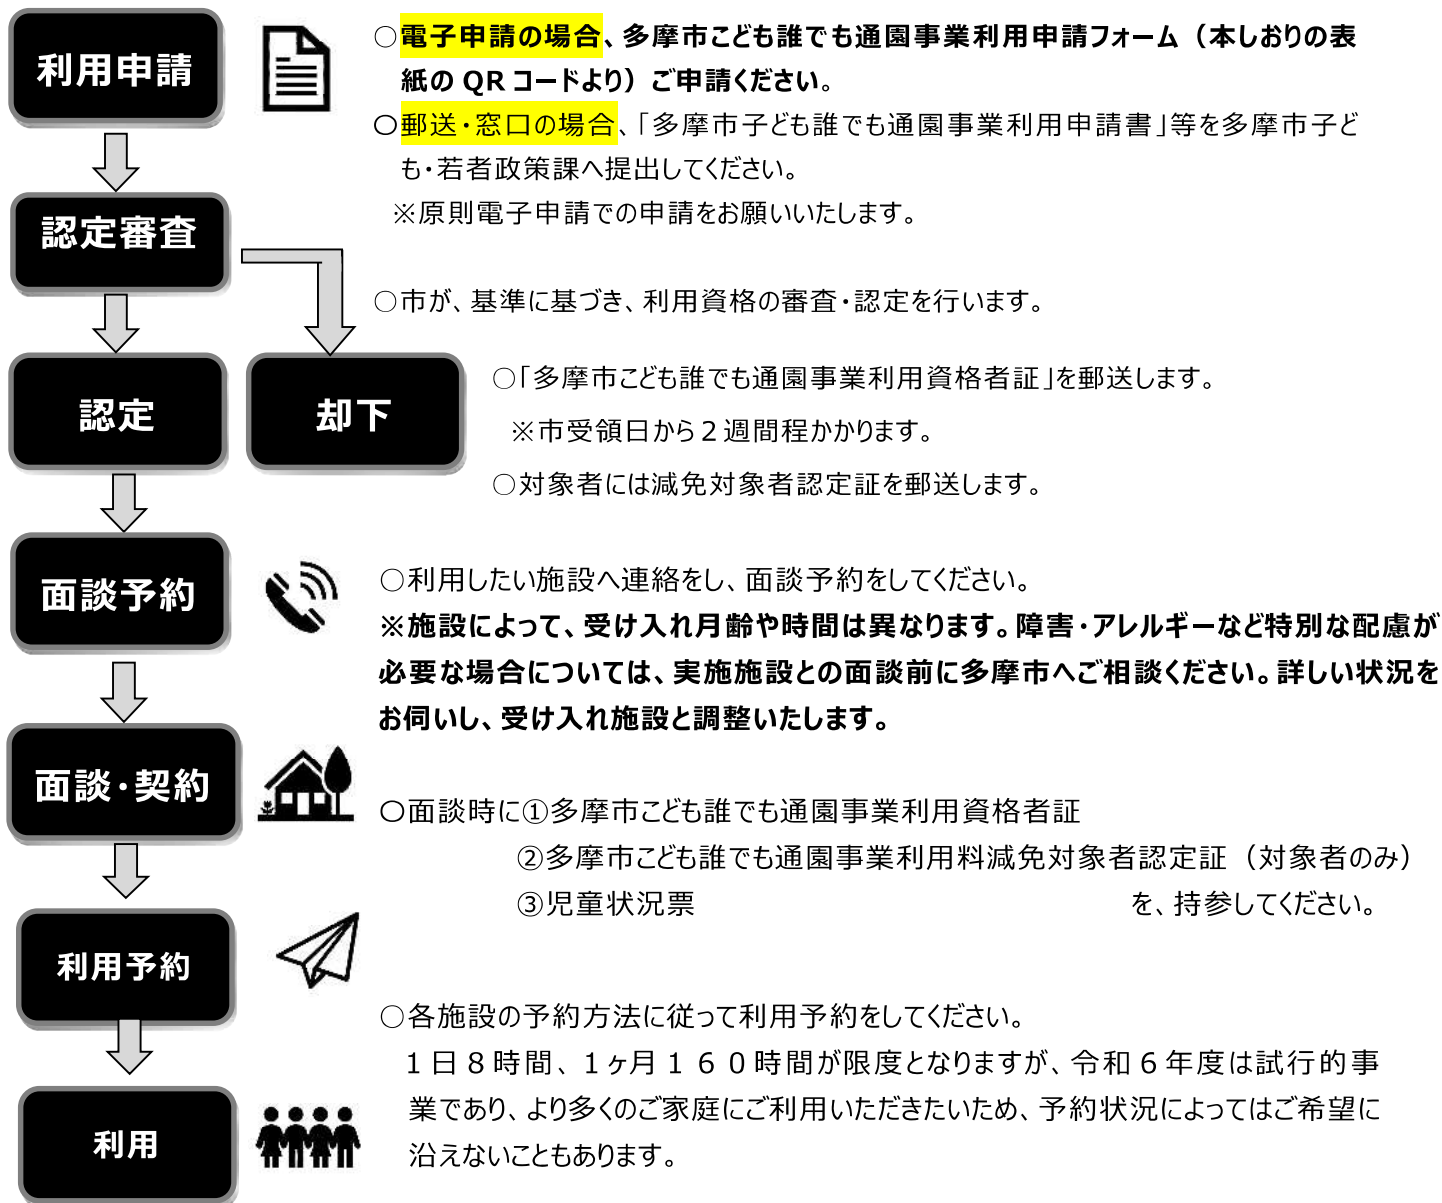 利用申請
○電子申請の場合、多摩市こども誰でも通園事業利用申請フォーム（本しおりの表
紙の QR コードより）ご申請ください。
○郵送・窓口の場合、「多摩市子ども誰でも通園事業利用申請書」等を多摩市子ど
も・若者政策課へ提出してください。
※原則電子申請での申請をお願いいたします。
認定審査
○市が、基準に基づき、利用資格の審査・認定を行います。
認定
却下
○「多摩市こども誰でも通園事業利用資格者証」を郵送します。
※市受領日から２週間程かかります。
○対象者には減免対象者認定証を郵送します。
面談予約
○利用したい施設へ連絡をし、面談予約をしてください。
※施設によって、受け入れ月齢や時間は異なります。障害・アレルギーなど特別な配慮が
必要な場合については、実施施設との面談前に多摩市へご相談ください。詳しい状況を
お伺いし、受け入れ施設と調整いたします。
面談・契約
○面談時に①多摩市こども誰でも通園事業利用資格者証
②多摩市こども誰でも通園事業利用料減免対象者認定証（対象者のみ）
③児童状況票　を、持参してください。
利用予約
○各施設の予約方法に従って利用予約をしてください。
１日８時間、１ヶ月１６０時間が限度となりますが、令和６年度は試行的事
業であり、より多くのご家庭にご利用いただきたいため、予約状況によってはご希望に
沿えないこともあります。
利用